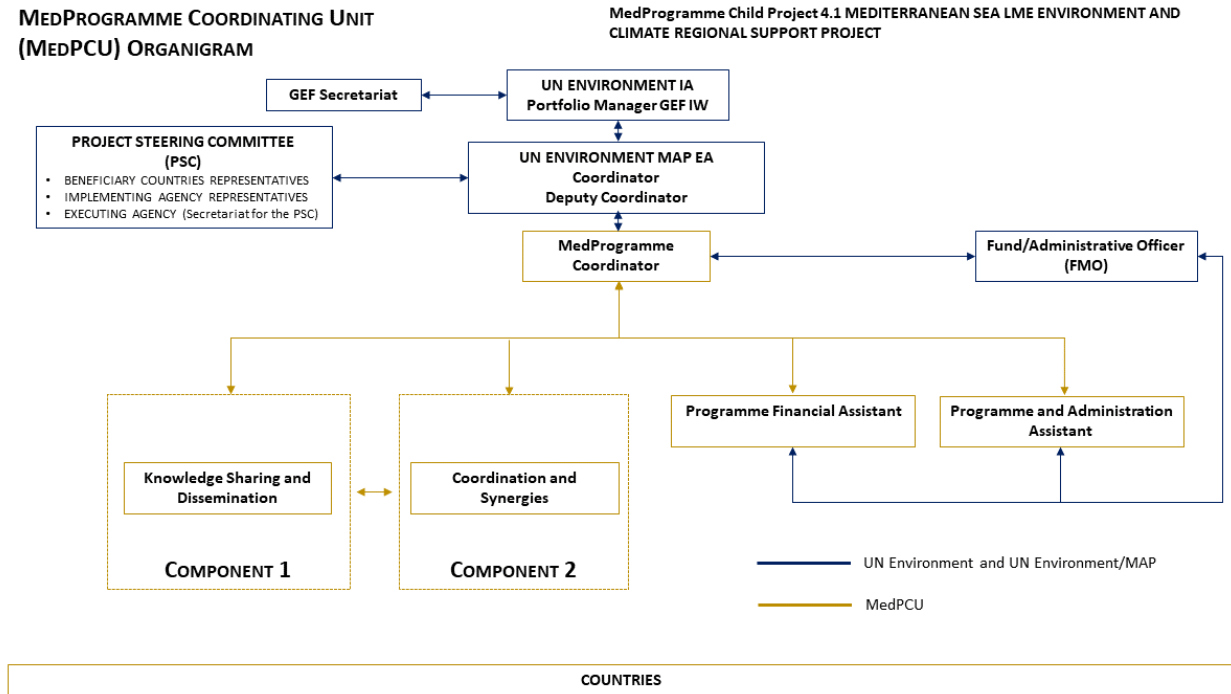 MEDPROGRAMME COORDINATING UNIT
(MEDPCU) ORGANIGRAM
MedProgramme Child Project 4.1 MEDITERRANEAN SEA LME ENVIRONMENT AND
CLIMATE REGIONAL SUPPORT PROJECT
GEF Secretariat
UN ENVIRONMENT IA
Portfolio Manager GEF IW
PROJECT STEERING COMMITTEE
(PSC)
• BENEFICIARY COUNTRIES REPRESENTATIVES
• IMPLEMENTING AGENCY REPRESENTATIVES
• EXECUTING AGENCY (Secretariat for the PSC)
UN ENVIRONMENT MAP EA
Coordinator
Deputy Coordinator
MedProgramme
Coordinator
Fund/Administrative Officer
(FMO)
Programme Financial Assistant
Programme and Administration
Assistant
Knowledge Sharing and
Dissemination
COMPONENT 1
Coordination and
Synergies
COMPONENT 2
UN Environment and UN Environment/MAP
MedPCU
COUNTRIES